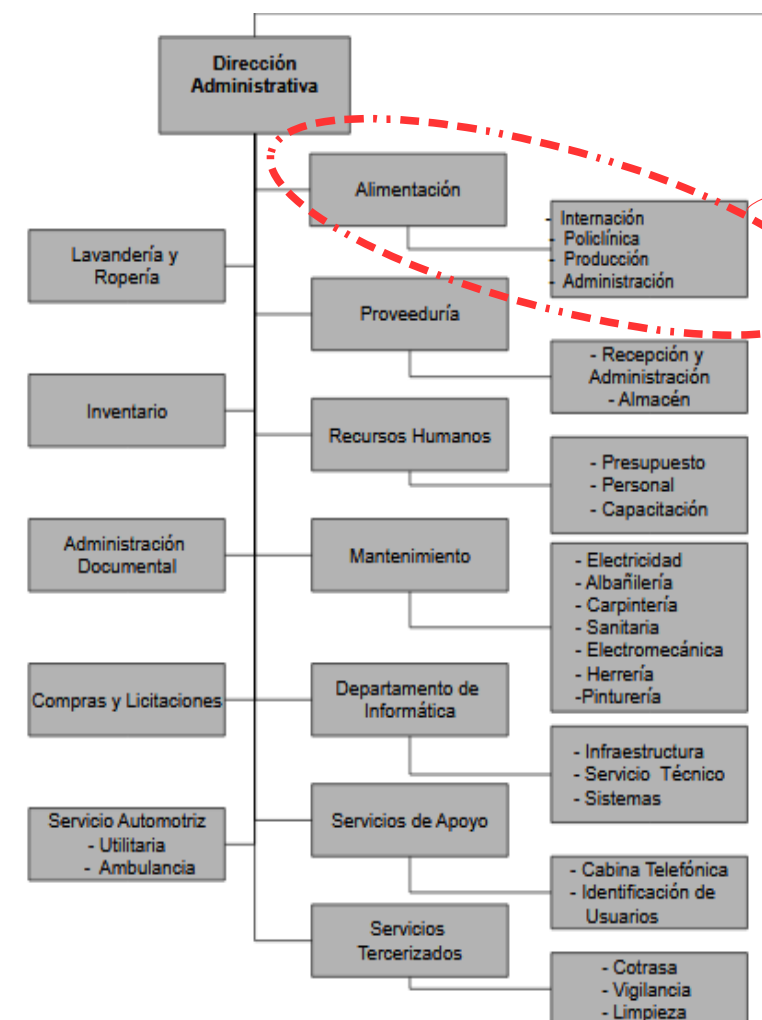 Dirección
Administrativa
Alimentación
- Internación
- Policlínica
- Producción
- Administración
Lavandería y
Ropería
Proveeduría
- Recepción y
Administración
- Almacén
Inventario
Recursos Humanos
- Presupuesto
- Personal
- Capacitación
Administración
Documental
Mantenimiento
- Electricidad
- Albañilería
- Carpintería
- Sanitaria
- Electromecánica
- Herrería
-Pinturería
Compras y Licitaciones
Departamento de
Informática
- Infraestructura
- Servicio Técnico
- Sistemas
Servicio Automotriz
- Utilitaria
- Ambulancia
Servicios de Apoyo
- Cabina Telefónica
- Identificación de
Usuarios
Servicios
Tercerizados
- Cotrasa
- Vigilancia
- Limpieza